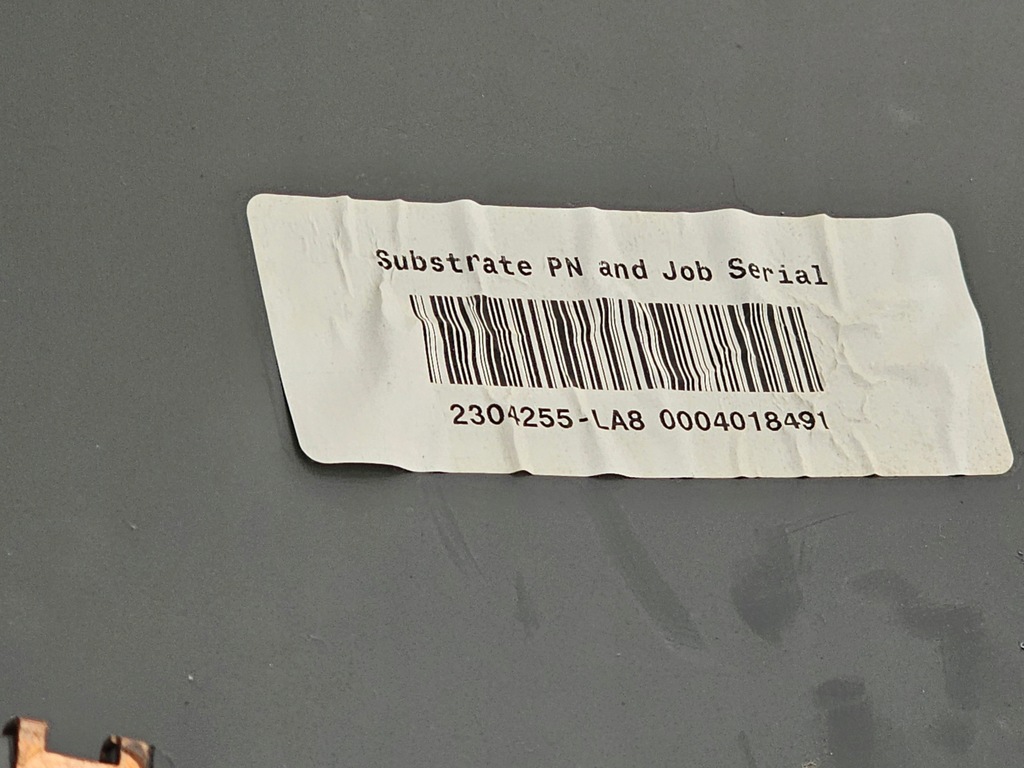 Substrate PN and Job Serial
2304255-LA8 0004018491